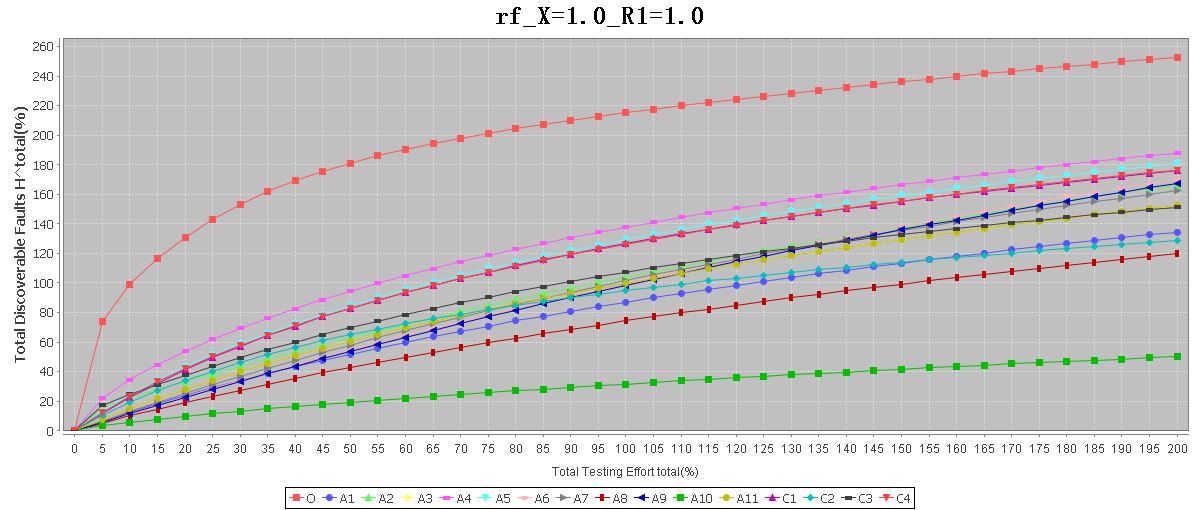 rf_X=1.0_R1=1.0
Total Discoverable Faults H^total(%)
260
240
220
200
180
160
140
120
100
80
60
40
20
0
0 5 10 15 20 25 30 35 40 45 50 55 60 65 70 75 80 85 90 95 100 105 110 115 120 125 130 135 140 145 150 155 160 165 170 175 180 185 190 195 200
Total Testing Effort total(%)
O A1 A2 A3 A4 A5 A6 A7 A8 A9 A10 A11 C1 C2 C3 C4